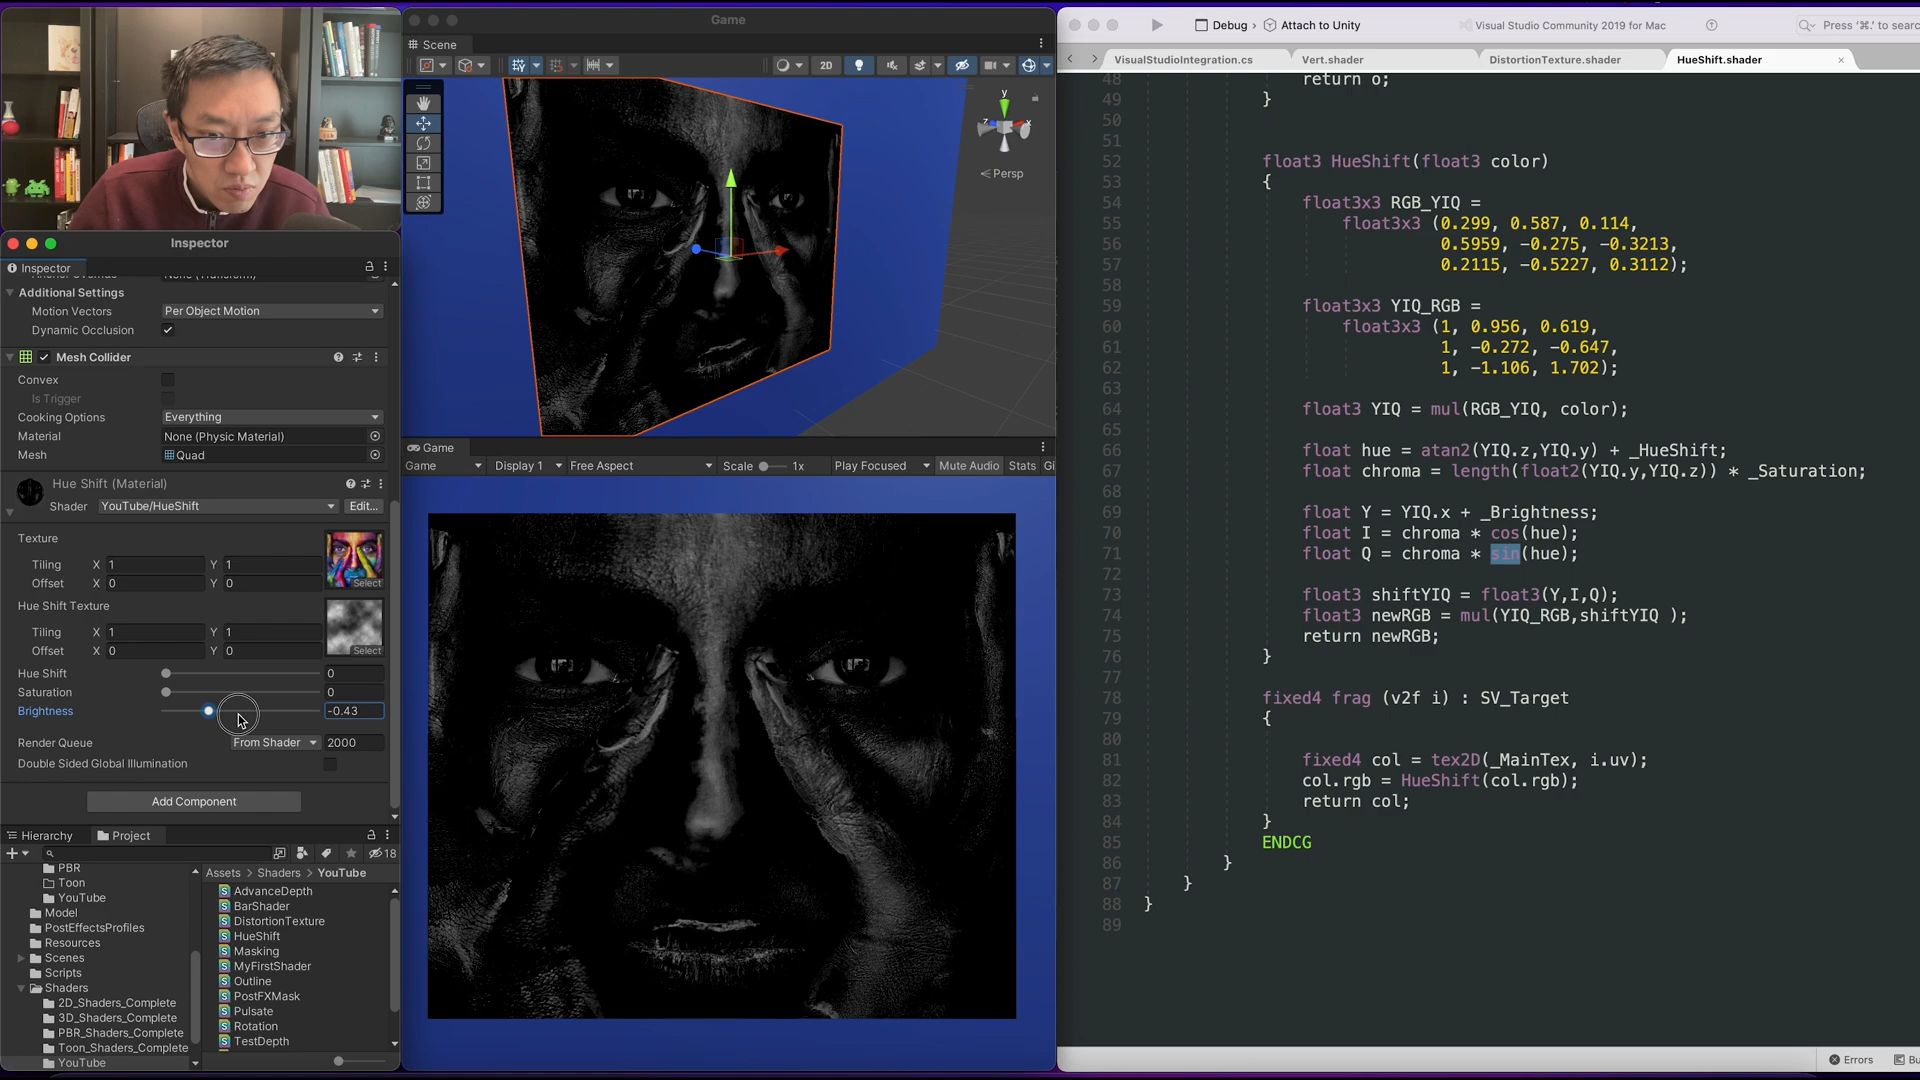 Inspector
Inspector
Additional Settings
Motion Vectors
Per Object Motion
Dynamic Occlusion
Mesh Collider
Convex
Is Trigger
Cooking Options
Everything
Material
None (Physic Material)
Mesh
Quad
Hue Shift (Material)
Shader
YouTube/HueShift
Edit...
Texture
Tiling X 1 Y 1
Offset X 0 Y 0
Select
Hue Shift Texture
Tiling X 1 Y 1
Offset X 0 Y 0
Select
Hue Shift 0
Saturation 0
Brightness -0.43
Render Queue From Shader 2000
Double Sided Global Illumination
Add Component
Hierarchy Project
18
PBR
Toon
YouTube
Model
PostEffectsProfiles
Resources
Scenes
Scripts
Shaders
2D_Shaders_Complete
3D_Shaders_Complete
PBR_Shaders_Complete
Toon_Shaders_Complete
YouTube
Assets › Shaders › YouTube
AdvanceDepth
BarShader
DistortionTexture
HueShift
Masking
MyFirstShader
Outline
PostFXMask
Pulsate
Rotation
TestDepth
Game
Scene
2D
y
z
x
Persp
Game
Game Display 1 Free Aspect Scale 1x Play Focused Mute Audio Stats Gi
Debug › Attach to Unity
Visual Studio Community 2019 for Mac
Press '⌘.' to searc
VisualStudioIntegration.cs Vert.shader DistortionTexture.shader HueShift.shader
48 return o;
49 }
50
51
52 float3 HueShift(float3 color)
53 {
54 float3x3 RGB_YIQ =
55 float3x3 (0.299, 0.587, 0.114,
56 0.5959, -0.275, -0.3213,
57 0.2115, -0.5227, 0.3112);
58
59 float3x3 YIQ_RGB =
60 float3x3 (1, 0.956, 0.619,
61 1, -0.272, -0.647,
62 1, -1.106, 1.702);
63
64 float3 YIQ = mul(RGB_YIQ, color);
65
66 float hue = atan2(YIQ.z,YIQ.y) + _HueShift;
67 float chroma = length(float2(YIQ.y,YIQ.z)) * _Saturation;
68
69 float Y = YIQ.x + _Brightness;
70 float I = chroma * cos(hue);
71 float Q = chroma * sin(hue);
72
73 float3 shiftYIQ = float3(Y,I,Q);
74 float3 newRGB = mul(YIQ_RGB,shiftYIQ );
75 return newRGB;
76 }
77
78 fixed4 frag (v2f i) : SV_Target
79 {
80
81 fixed4 col = tex2D(_MainTex, i.uv);
82 col.rgb = HueShift(col.rgb);
83 return col;
84 }
85 ENDCG
86 }
87 }
88 }
89
Errors Bu